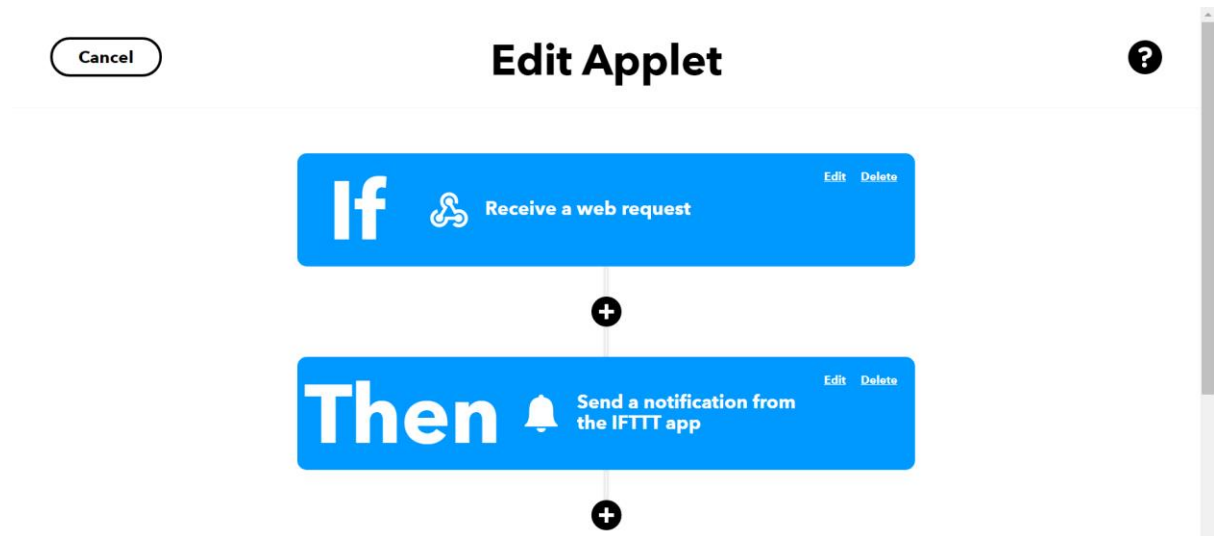 Cancel
Edit Applet
?
Edit Delete
If
Receive a web request
Edit Delete
Then
Send a notification from
the IFTTT app